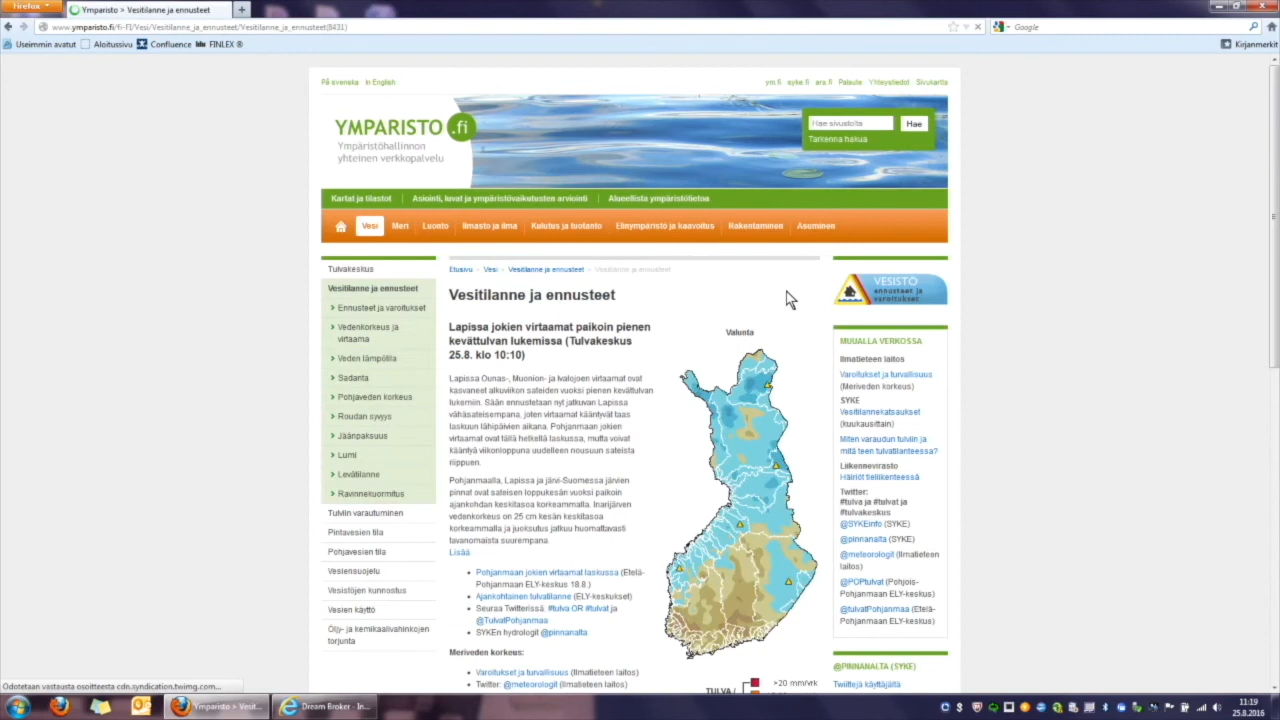 Firefox
Ymparisto > Vesitilanne ja ennusteet
www.ymparisto.fi/fi-FI/Vesi/Vesitilanne_ja_ennusteet/Vesitilanne_ja_ennusteet(8431)
Google
Useimmin avatut Aloitussivu Confluence FINLEX ®
Kirjanmerkit
På svenska In English
ym.fi syke.fi ara.fi Palaute Yhteystiedot Sivukartta
YMPARISTO.fi
Ympäristöhallinnon
yhteinen verkkopalvelu
Hae sivustolta Hae
Tarkenna hakua
Kartat ja tilastot Asiointi, luvat ja ympäristövaikutusten arviointi Alueellista ympäristötietoa
Vesi Meri Luonto Ilmasto ja ilma Kulutus ja tuotanto Elinympäristö ja kaavoitus Rakentaminen Asuminen
Tulvakeskus
Vesitilanne ja ennusteet
Ennusteet ja varoitukset
Vedenkorkeus ja
virtaama
Veden lämpötila
Sadanta
Pohjaveden korkeus
Roudan syvyys
Jäänpaksuus
Lumi
Levätilanne
Ravinnekuormitus
Tulviin varautuminen
Pintavesien tila
Pohjavesien tila
Vesiensuojelu
Vesistöjen kunnostus
Vesien käyttö
Öljy- ja kemikaalivahinkojen
torjunta
Etusivu > Vesi > Vesitilanne ja ennusteet > Vesitilanne ja ennusteet
Vesitilanne ja ennusteet
Lapissa jokien virtaamat paikoin pienen
kevättulvan lukemissa (Tulvakeskus
25.8. klo 10:10)
Lapissa Ounas-, Muonion- ja Ivalojoen virtaamat ovat
kasvaneet alkuviikon sateiden vuoksi pienen kevättulvan
lukemiin. Sään ennustetaan nyt jatkuvan Lapissa
vähäsateisempana, joten virtaamat kääntyvät taas
laskuun lähipäivien aikana. Pohjanmaan jokien
virtaamat ovat tällä hetkellä laskussa, mutta voivat
kääntyä viikonloppuna uudelleen nousuun sateista
riippuen.
Pohjanmaalla, Lapissa ja Järvi-Suomessa järvien
pinnat ovat sateisen loppukesän vuoksi paikoin
ajankohdan keskitasoa korkeammalla. Inarijärven
vedenkorkeus on 25 cm kesän keskitasoa
korkeammalla ja juoksutus jatkuu huomattavasti
tavanomaista suurempana.
Lisää
Pohjanmaan jokien virtaamat laskussa (Etelä-
Pohjanmaan ELY-keskus 18.8.)
Ajankohtainen tulvatilanne (ELY-keskukset)
Seuraa Twitterissä: #tulva OR #tulvat ja
@TulvatPohjanmaa
SYKEn hydrologit @pinnanalta
Meriveden korkeus:
Varoitukset ja turvallisuus (Ilmatieteen laitos)
Twitter: @meteorologit (Ilmatieteen laitos)
Valunta
TULVA /
>20 mm/vrk
VESISTÖ
ennusteet ja
varoitukset
MUUALLA VERKOSSA
Ilmatieteen laitos
Varoitukset ja turvallisuus
(Meriveden korkeus)
SYKE
Vesitilannekatsaukset
(kuukausittain)
Miten varaudun tulviin ja
mitä teen tulvatilanteessa?
Liikennevirasto
Häiriöt tieliikenteessä
Twitter:
#tulva ja #tulvat ja
#tulvakeskus
@SYKEinfo (SYKE)
@pinnanalta (SYKE)
@meteorologit (Ilmatieteen
laitos)
@POPtulvat (Pohjois-
Pohjanmaan ELY-keskus)
@tulvatPohjanmaa (Etelä-
Pohjanmaan ELY-keskus)
@PINNANALTA (SYKE)
Twiittejä käyttäjältä
Odotetaan vastausta osoitteesta cdn.syndication.twimg.com...
Ymparisto > Vesit...
Dream Broker - In...
11:19
25.8.2016